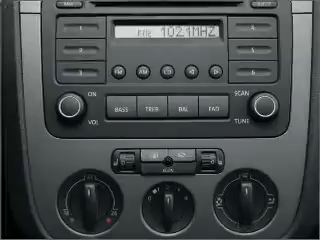 102.1MHZ
1
4
2
5
3
6
FM AM CD
ON SCAN
BASS TREB BAL FAD
VOL TUNE